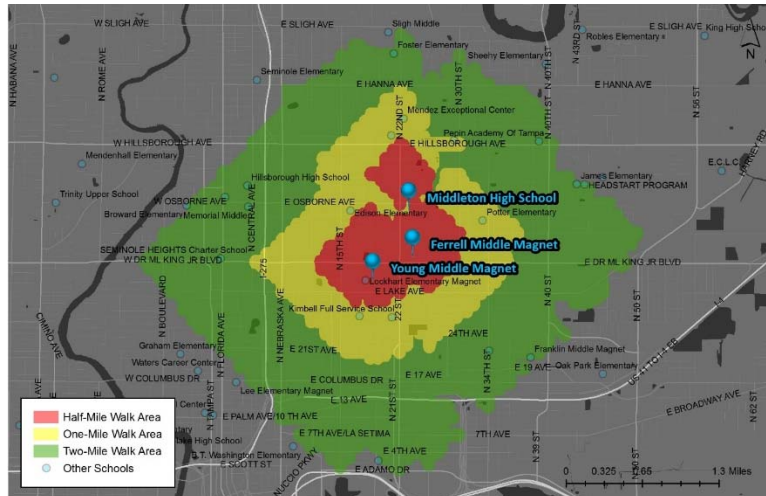 W SLIGH AVE
E SLIGH AVE
Sligh Middle
E SLIGH AVE
King High School
N 43RD ST
Robles Elementary
Foster Elementary
Sheehy Elementary
N HABANA AVE
N ROME AVE
Seminole Elementary
N 30TH ST
N 40TH ST
N
E HANNA AVE
E HANNA AVE
N 56 ST
Mendez Exceptional Center
N 22ND ST
Pepin Academy Of Tampa
N 40TH ST
W HILLSBOROUGH AVE
E HILLSBOROUGH AVE
HARNEY RD
Mendenhall Elementary
E.C.L.C.
Hillsborough High School
James Elementary
HEADSTART PROGRAM
Trinity Upper School
Middleton High School
W OSBORNE AVE
E OSBORNE AVE
N CENTRAL AVE
Broward Elementary
Memorial Middle
Edison Elementary
Potter Elementary
N 15TH ST
Ferrell Middle Magnet
SEMINOLE HEIGHTS Charter School
W DR ML KING JR BLVD
E DR ML KING JR BLVD
Young Middle Magnet
I-275
Lockhart Elementary Magnet
E LAKE AVE
N BOULEVARD
N 40 ST
N 50 ST
I-4
Kimbell Full Service School
22 ST
N NEBRASKA AVE
N FLORIDA AVE
24TH AVE
Graham Elementary
E 21ST AVE
Franklin Middle Magnet
Waters Career Center
E 19 AVE
Oak Park Elementary
W COLUMBUS DR
E COLUMBUS DR
E 17 AVE
N 34TH ST
Lee Elementary Magnet
E 13 AVE
N 21ST ST
E BROADWAY AVE
N 62 ST
E PALM AVE/10 TH AVE
N TAMPA ST
E 7TH AVE/LA SETIMA
7TH AVE
B.T. Washington Elementary
E 4TH AVE
N 39 ST
E SCOTT ST
NUCCIO PKWY
E ADAMO DR
Half-Mile Walk Area
One-Mile Walk Area
Two-Mile Walk Area
Other Schools
0
0.325
0.65
1.3 Miles